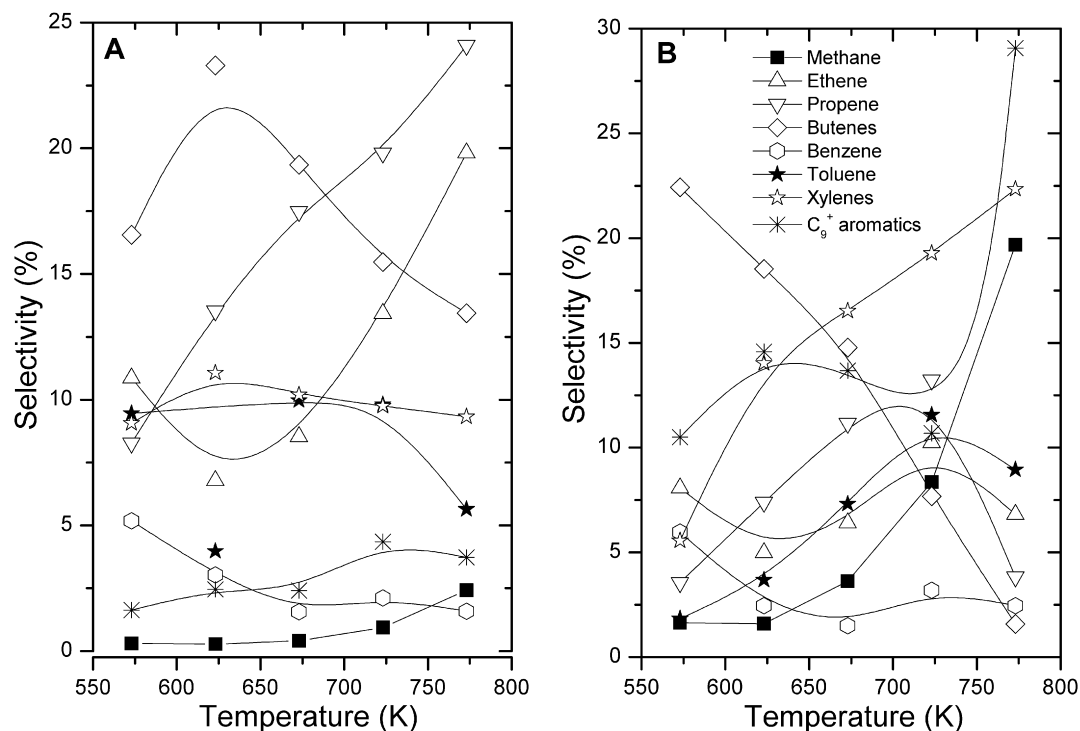 A
25
20
15
10
5
0
550
600
650
700
750
800
Selectivity (%)
Temperature (K)
B
30
25
20
15
10
5
0
550
600
650
700
750
800
Selectivity (%)
Temperature (K)
Methane
Ethene
Propene
Butenes
Benzene
Toluene
Xylenes
C₉⁺ aromatics